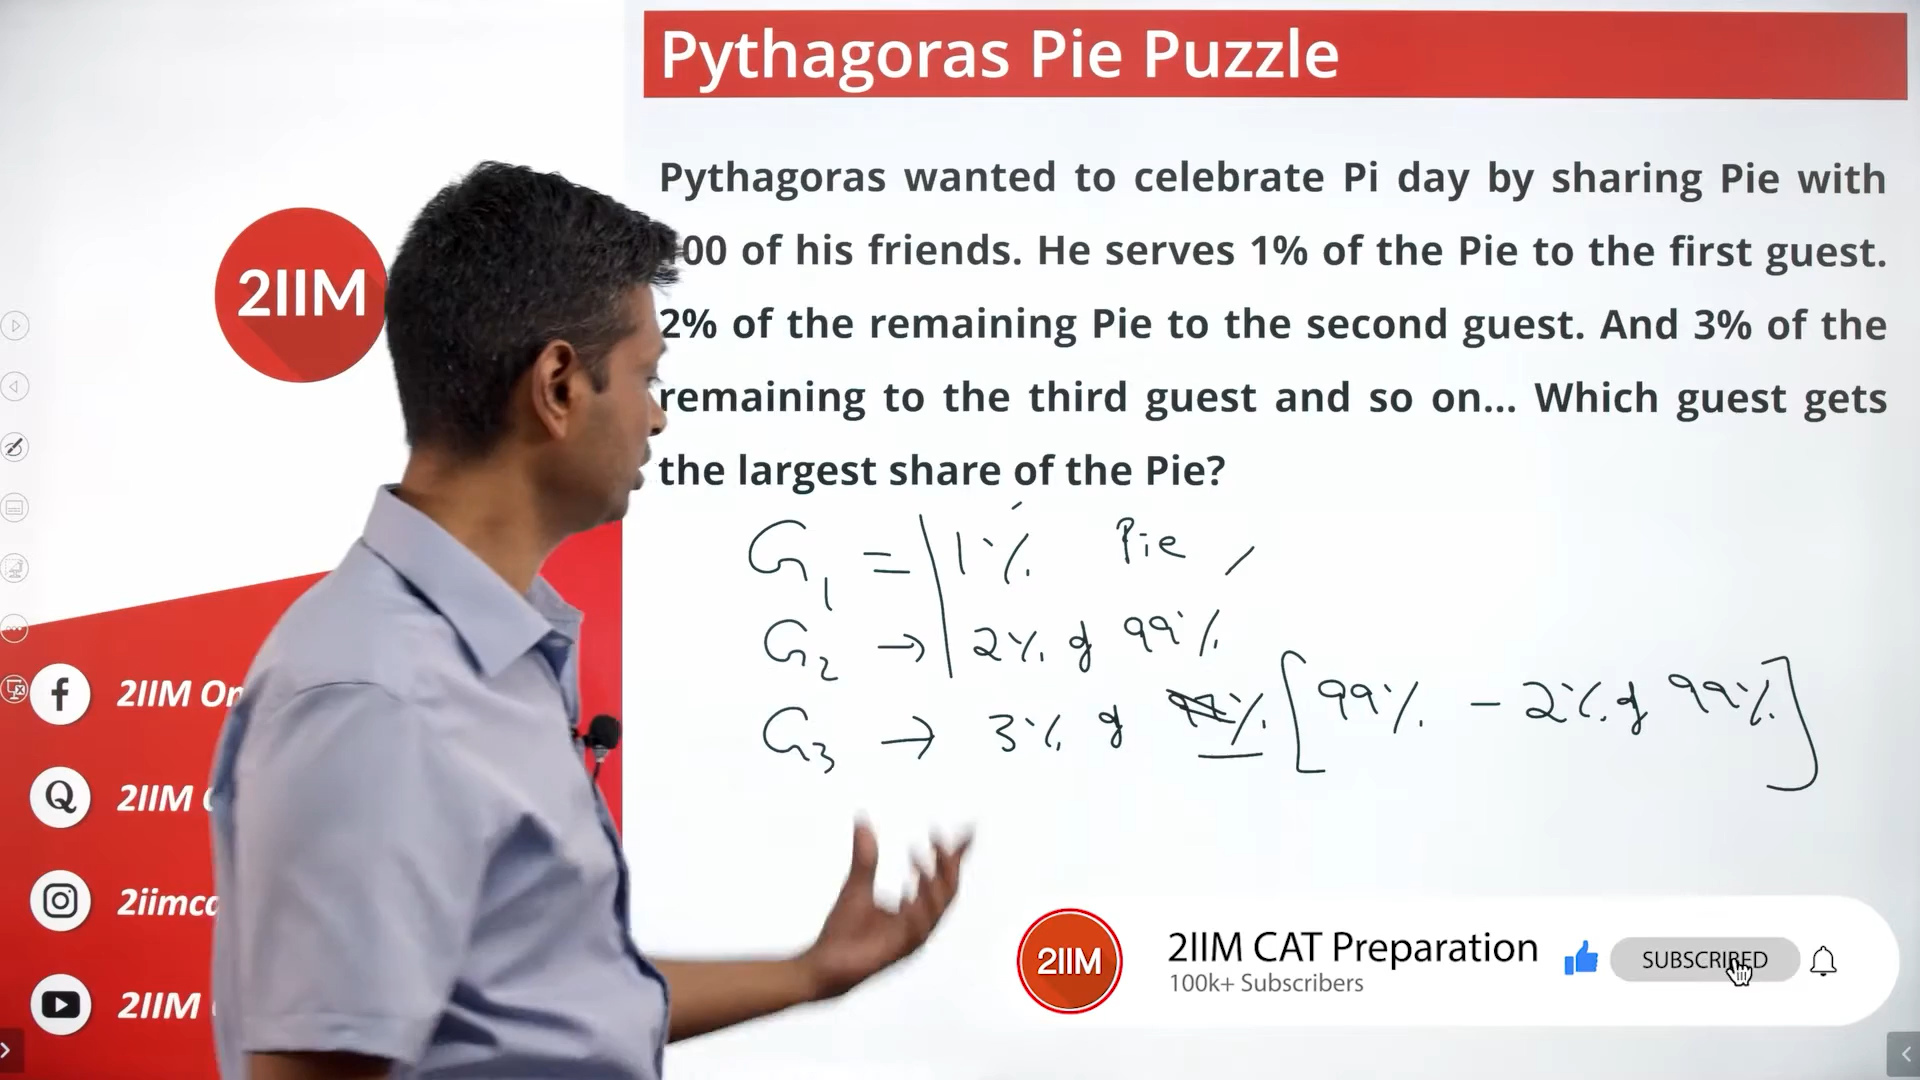 Pythagoras Pie Puzzle
Pythagoras wanted to celebrate Pi day by sharing Pie with
00 of his friends. He serves 1% of the Pie to the first guest.
2% of the remaining Pie to the second guest. And 3% of the
remaining to the third guest and so on... Which guest gets
the largest share of the Pie?
2IIM
G1 = 1% Pie
G2 → 2% of 99%
G3 → 3% of [99% - 2% of 99%]
2IIM On
2IIM
2iimca
2IIM
2IIM
2IIM CAT Preparation
100k+ Subscribers
SUBSCRIBED